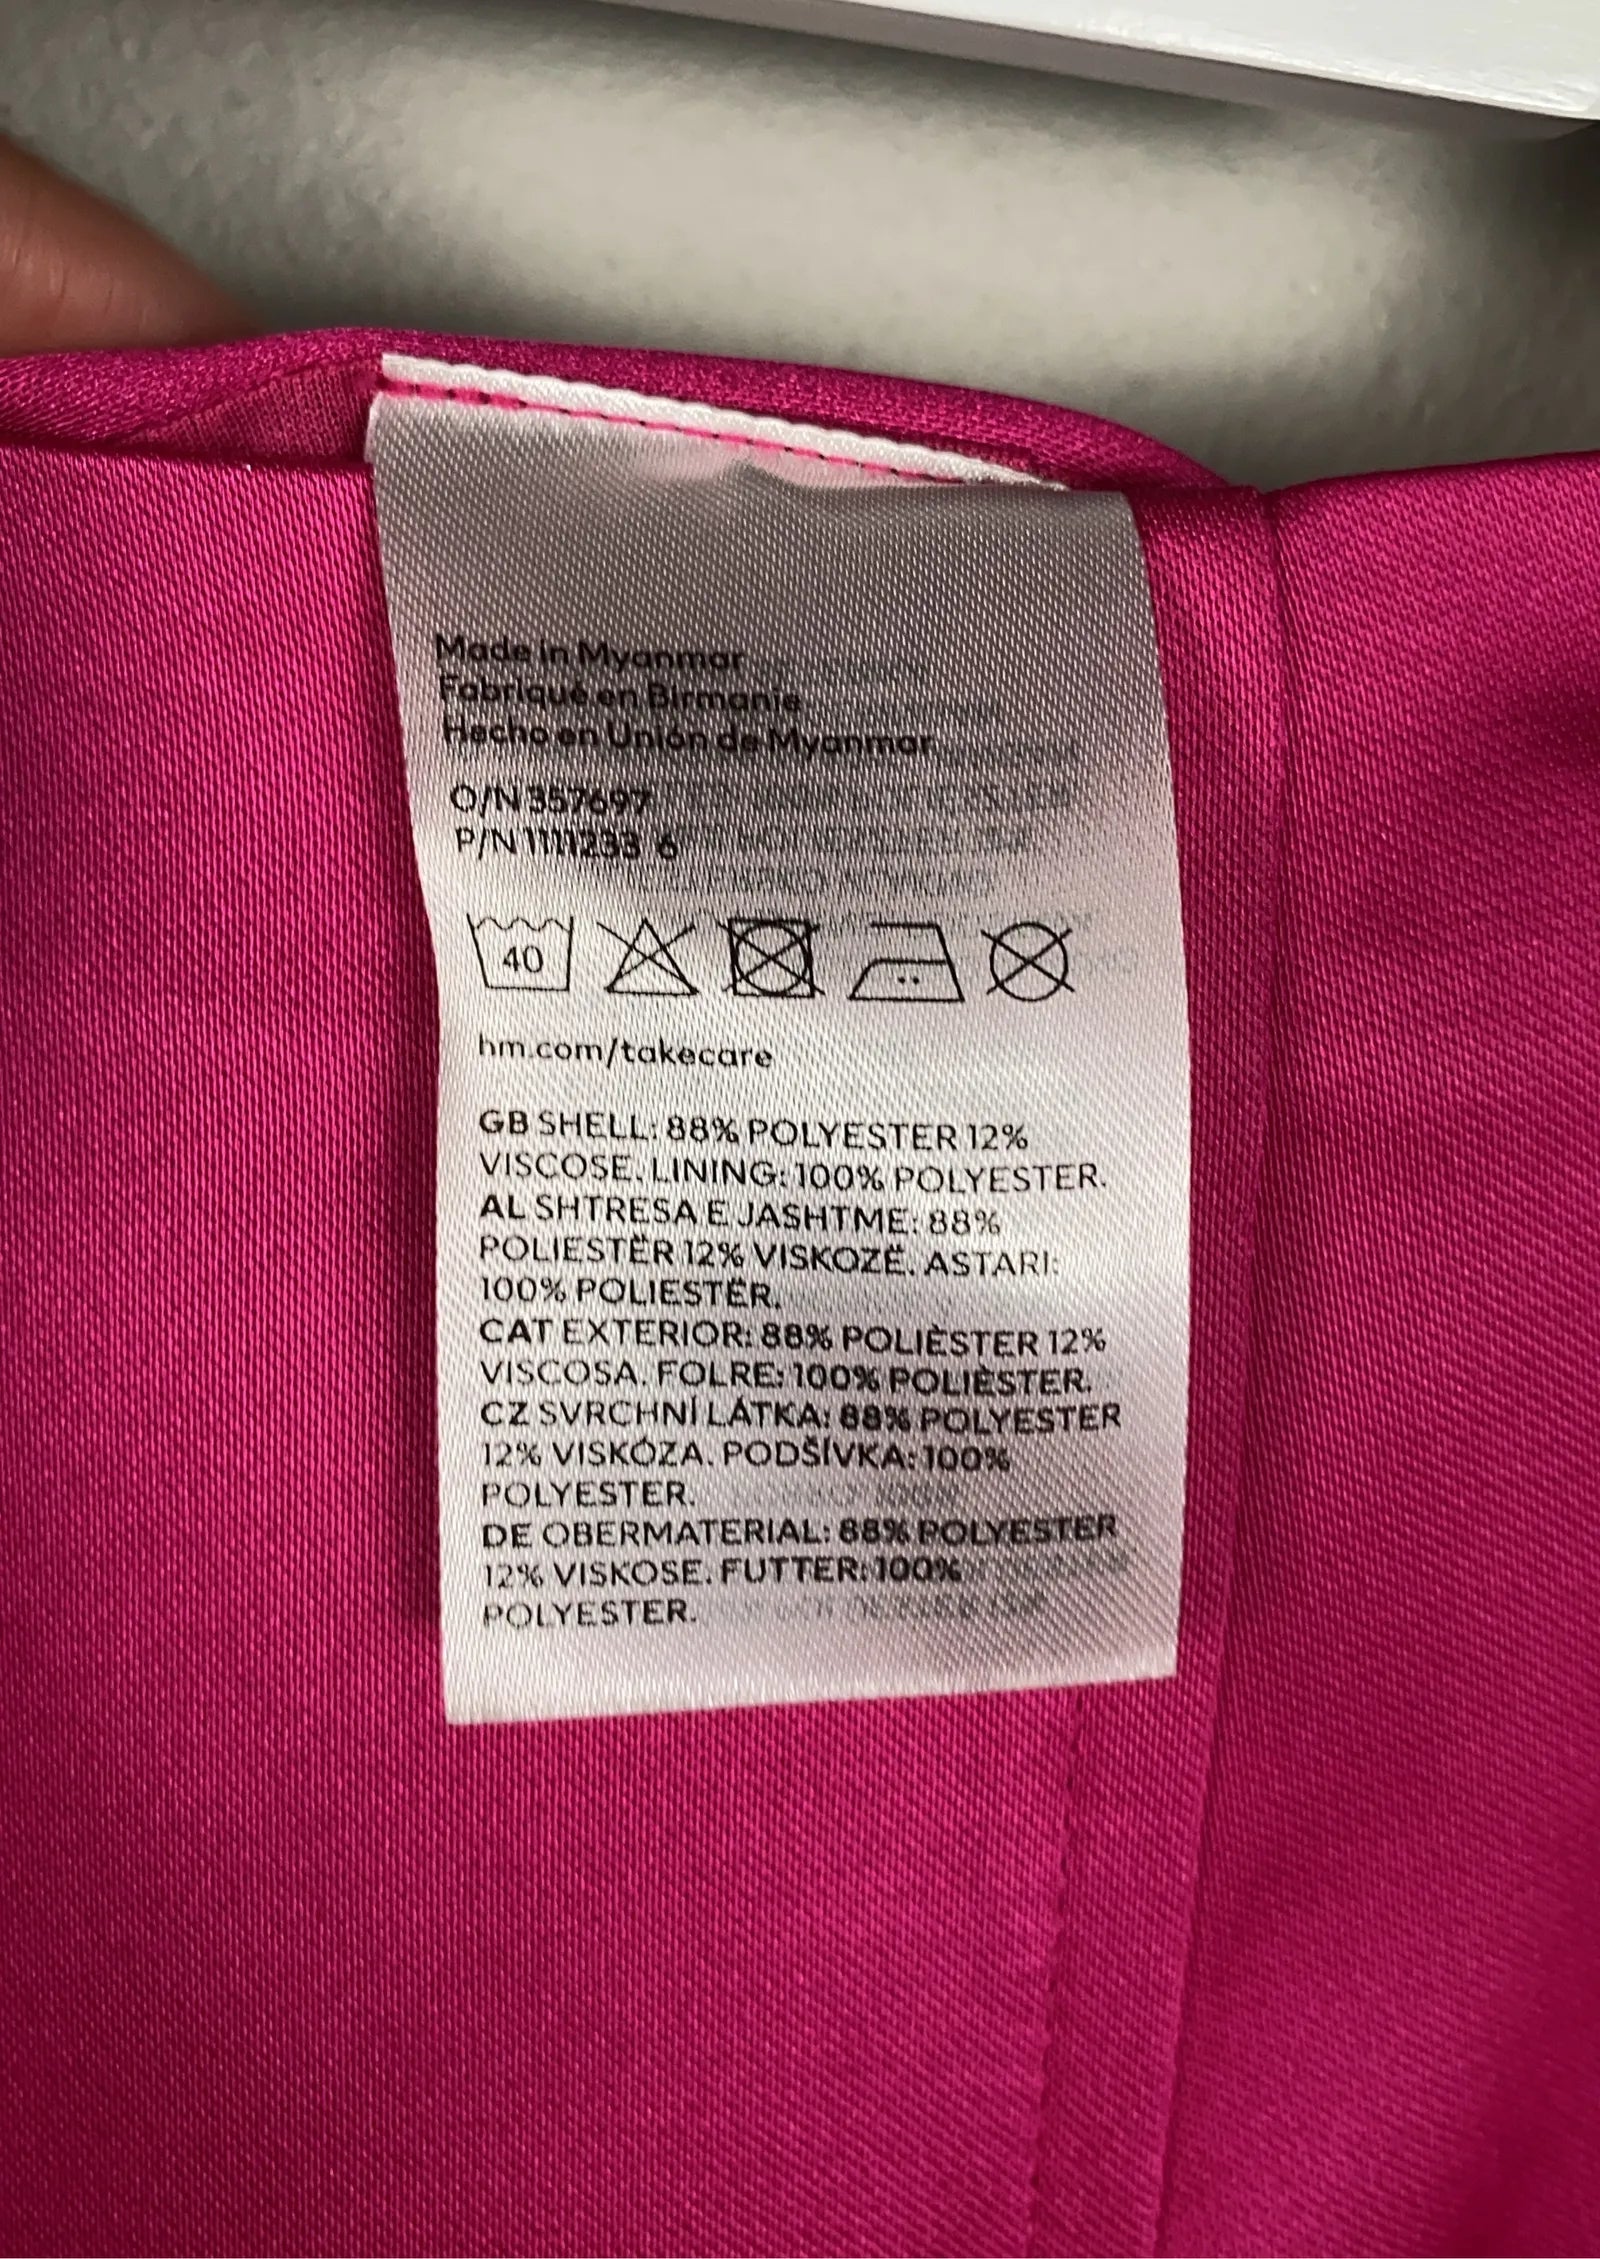 Made in Myanmar
Fabriqué en Birmanie
Hecho en Unión de Myanmar
O/N 357697
P/N 1111233 6
40
hm.com/takecare
GB SHELL: 88% POLYESTER 12%
VISCOSE. LINING: 100% POLYESTER.
AL SHTRESA E JASHTME: 88%
POLIESTËR 12% VISKOZË. ASTARI:
100% POLIESTËR.
CAT EXTERIOR: 88% POLIÈSTER 12%
VISCOSA. FOLRE: 100% POLIÈSTER.
CZ SVRCHNÍ LÁTKA: 88% POLYESTER
12% VISKÓZA. PODŠÍVKA: 100%
POLYESTER.
DE OBERMATERIAL: 88% POLYESTER
12% VISKOSE. FUTTER: 100%
POLYESTER.